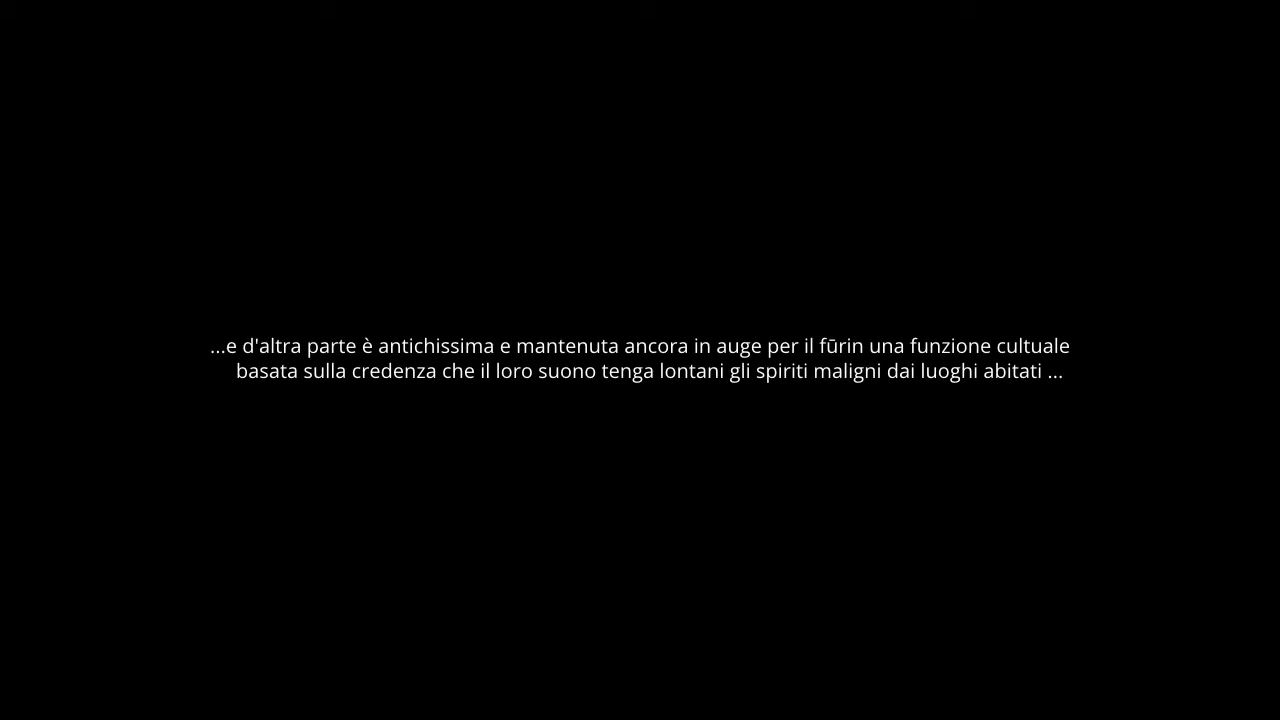 ...e d'altra parte è antichissima e mantenuta ancora in auge per il fūrin una funzione cultuale
basata sulla credenza che il loro suono tenga lontani gli spiriti maligni dai luoghi abitati ...